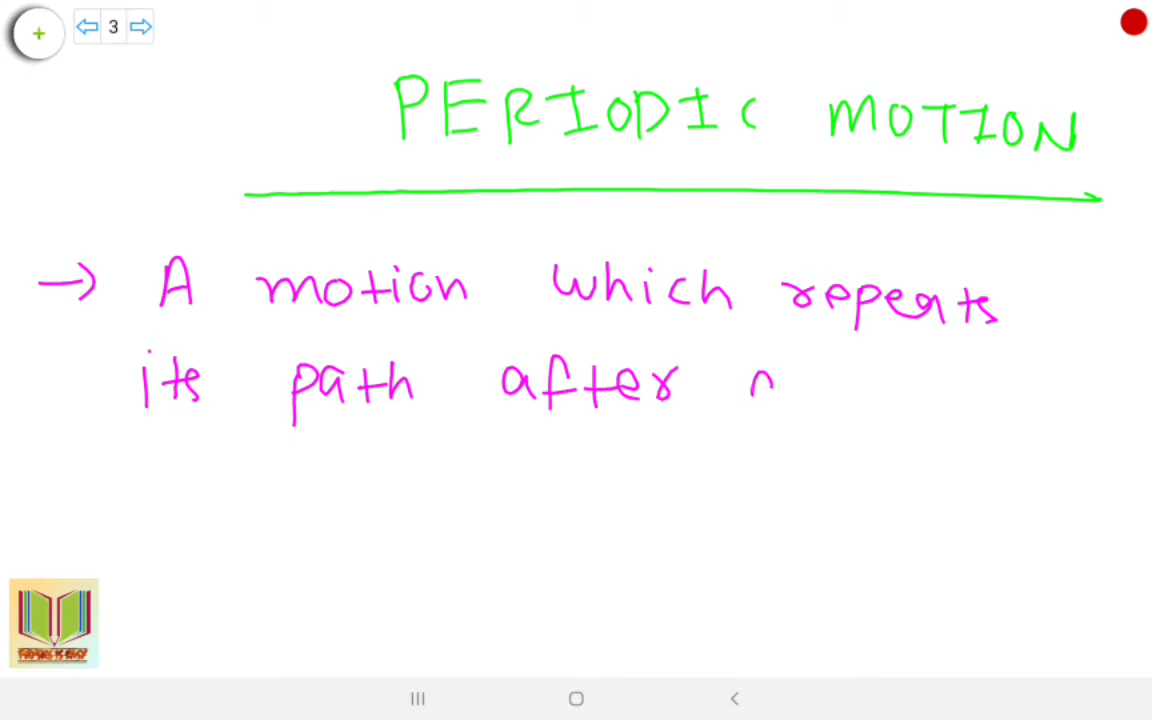 3
PERIODIC MOTION
→ A motion which repeats
its path after